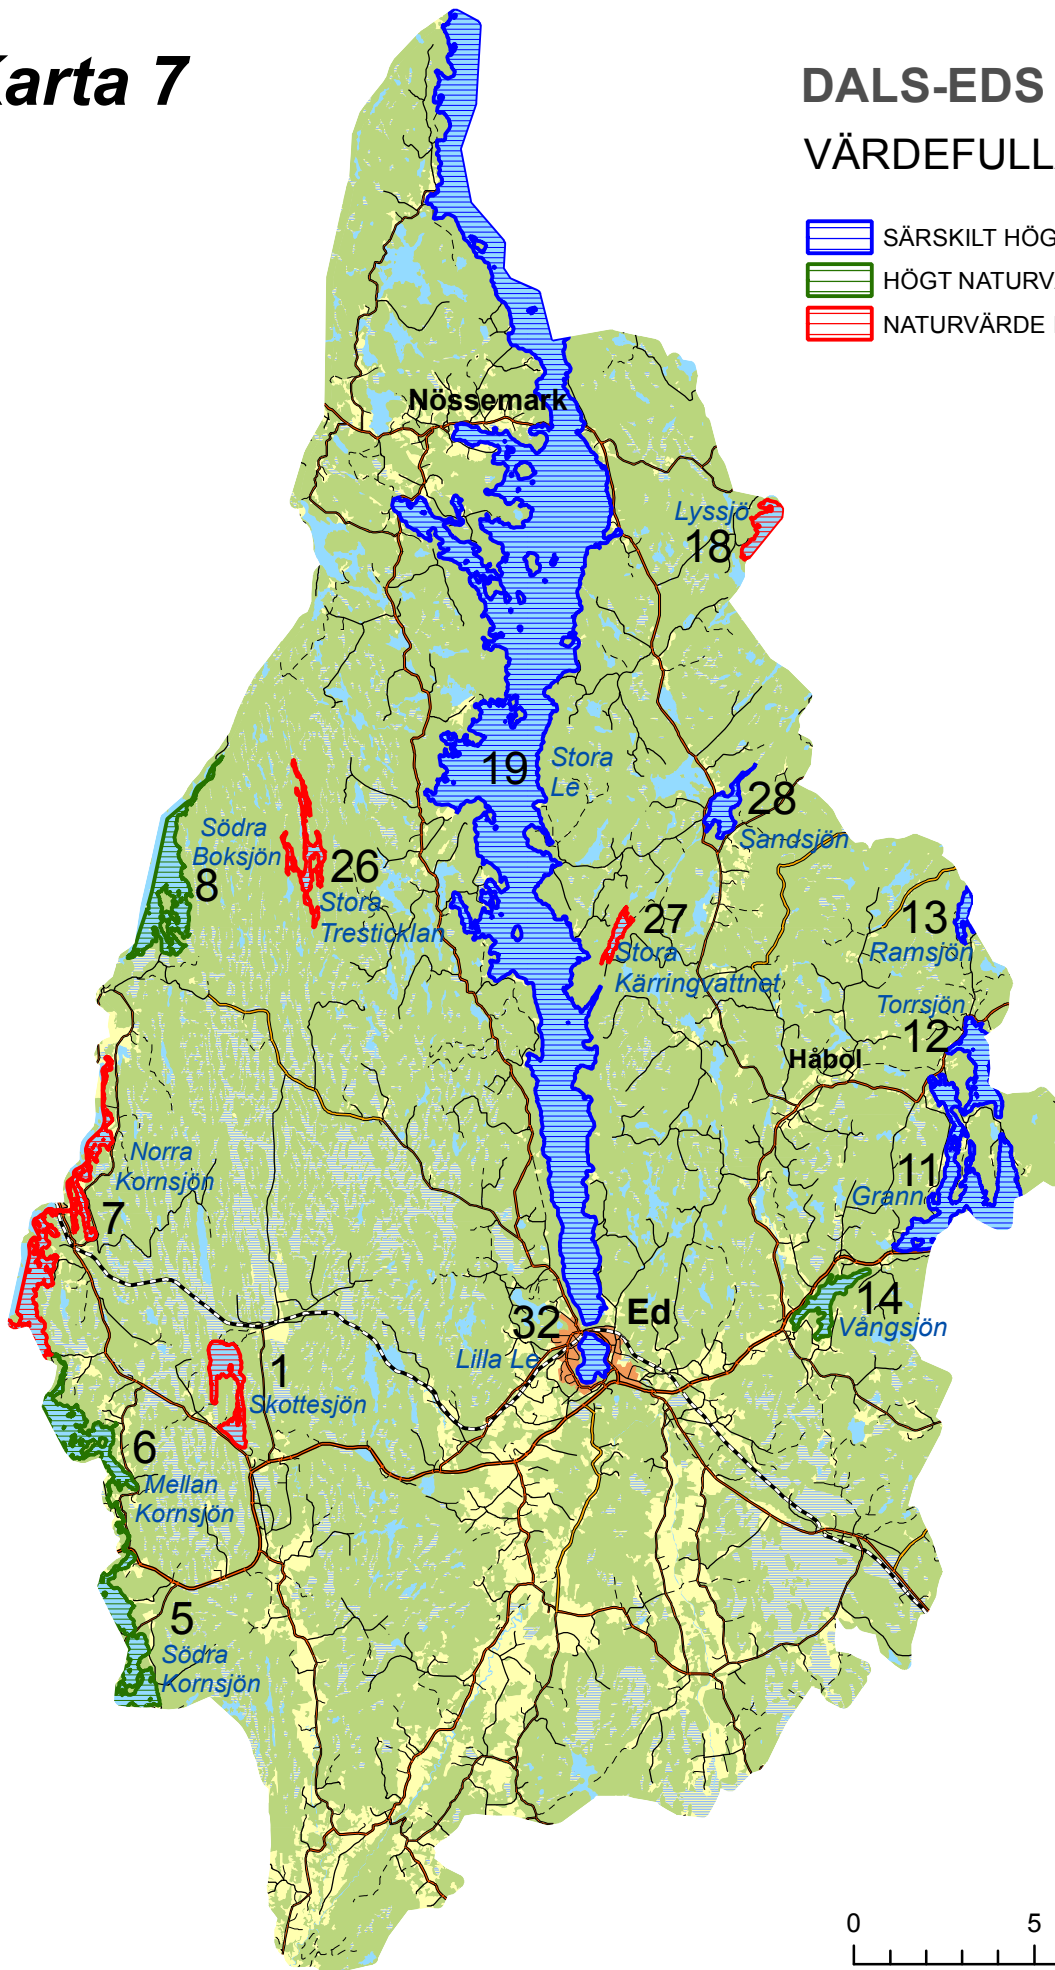 Karta 7
DALS-EDS
VÄRDEFULL
SÄRSKILT HÖG
HÖGT NATURV
NATURVÄRDE
Nössemark
Lyssjö
18
19
Stora
Le
28
Sandsjön
Södra
Boksjön
8
26
Stora
Tresticklan
27
Stora
Kärringvattnet
13
Ramsjön
Torrsjön
12
Håbol
Norra
Kornsjön
7
11
Grann
14
Vångsjön
32
Ed
Lilla Le
1
Skottesjön
6
Mellan
Kornsjön
5
Södra
Kornsjön
0 5